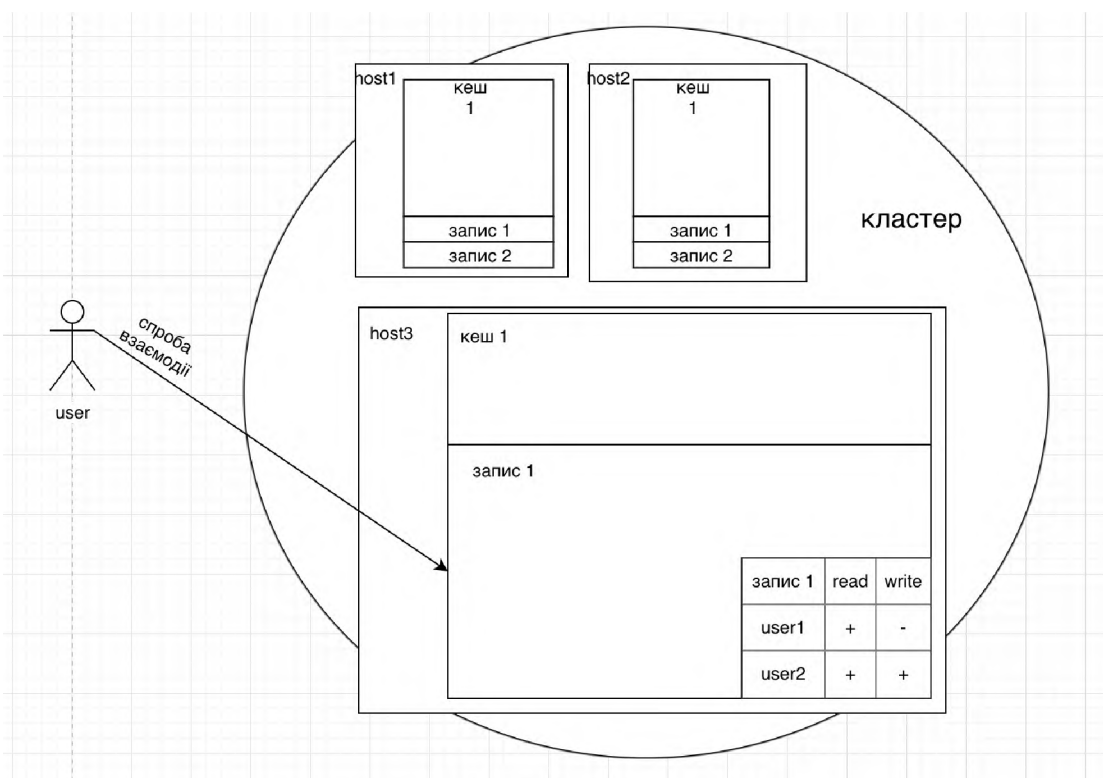 host1
кеш
1
запис 1
запис 2
host2
кеш
1
запис 1
запис 2
кластер
user
спроба
взаємодії
host3
кеш 1
запис 1
запис 1 read write
user1 + -
user2 + +